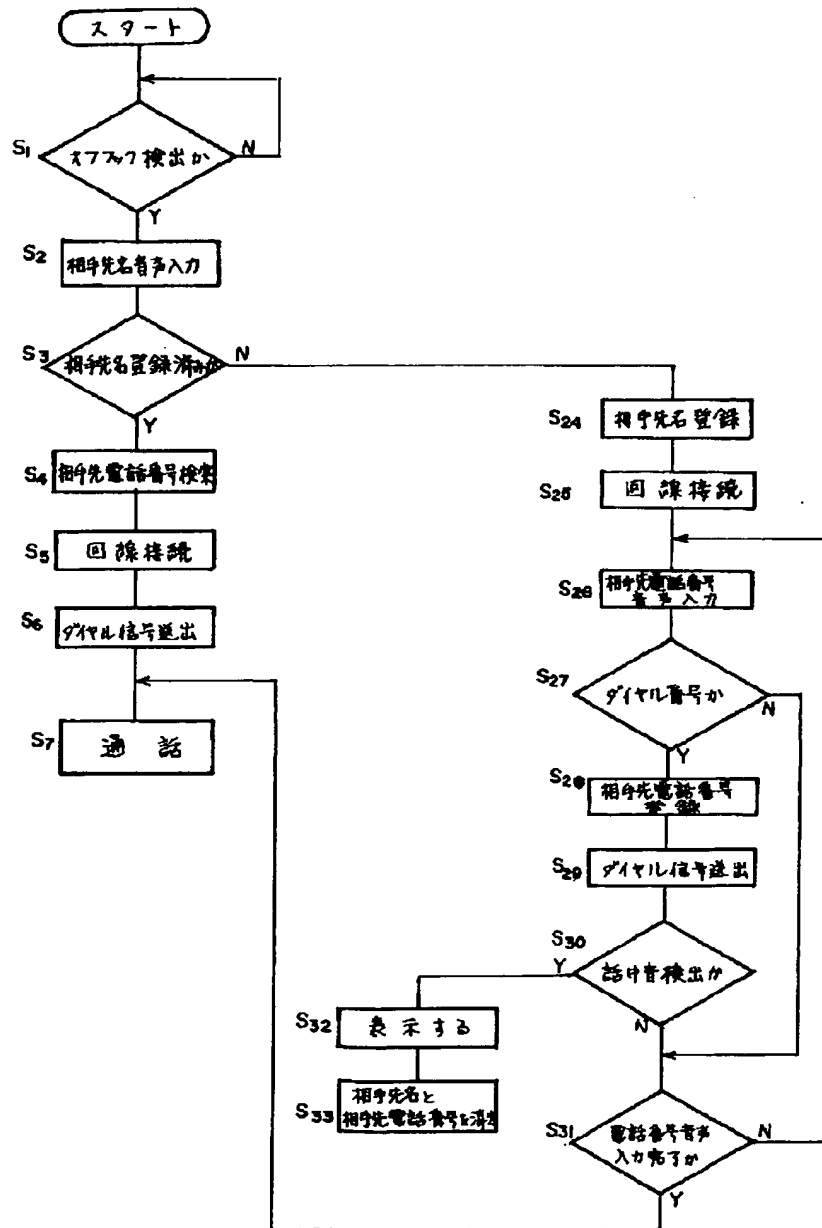 スタート
S1
オフフック検出か
N
Y
S2
相手先名音声入力
S3
相手先名登録済みか
N
Y
S4
相手先電話番号検索
S5
回線接続
S6
ダイヤル信号送出
S7
通話
S24
相手先名登録
S25
回線接続
S26
相手先電話番号
音声入力
S27
ダイヤル番号か
N
Y
S28
相手先電話番号
登録
S29
ダイヤル信号送出
S30
話中音検出か
Y
N
S32
表示する
S33
相手先名と
相手先電話番号を消去
S31
電話番号音声
入力完了か
N
Y